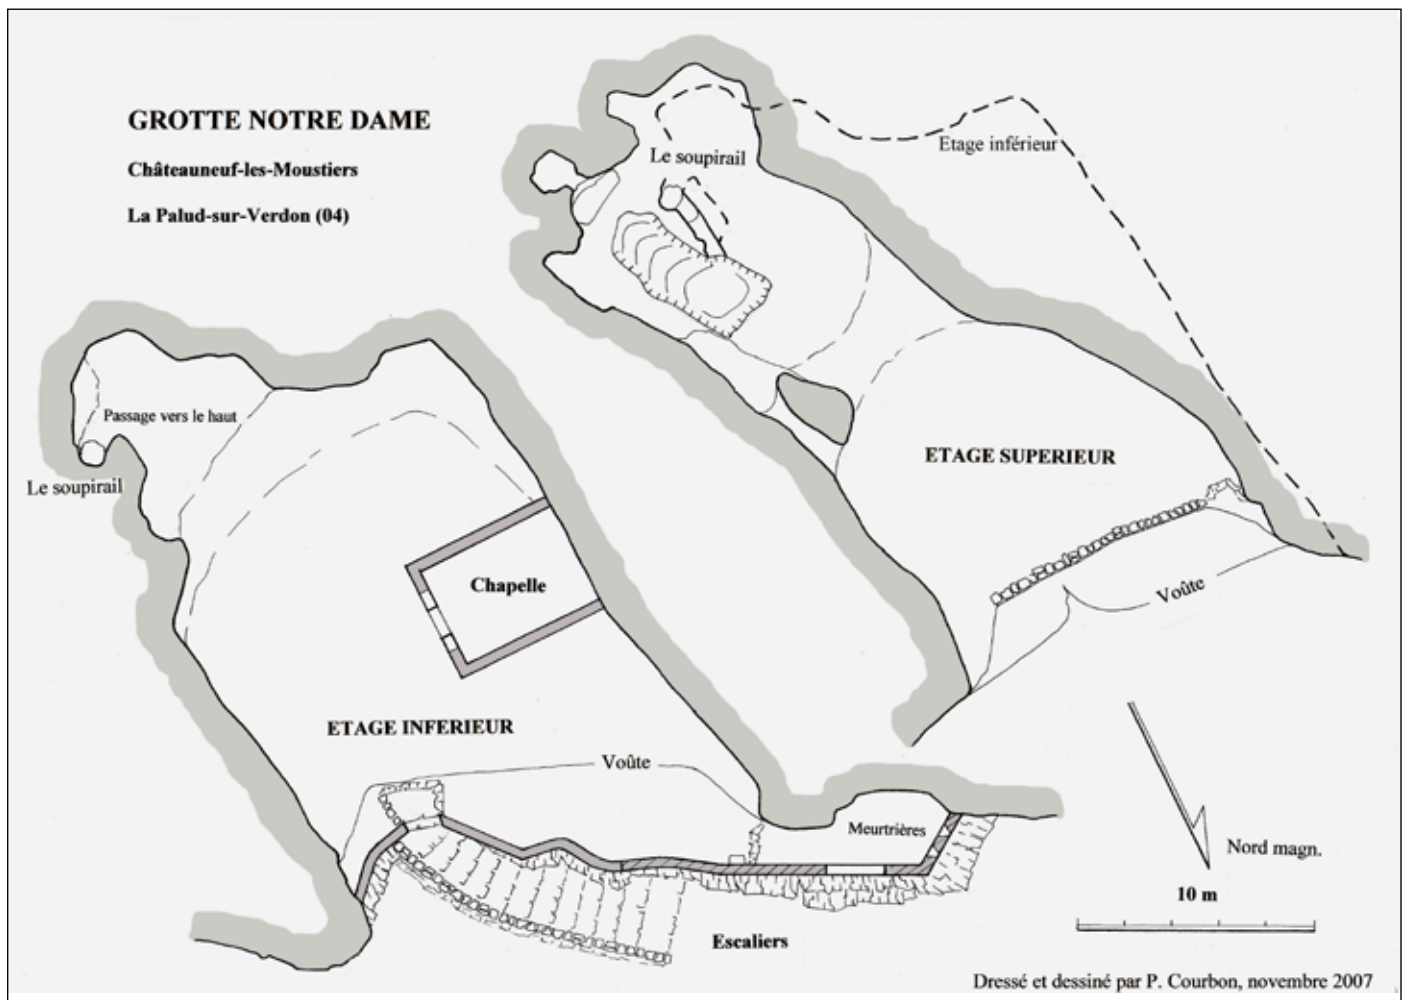 GROTTE NOTRE DAME
Châteauneuf-les-Moustiers
La Palud-sur-Verdon (04)
Le soupirail
Etage inférieur
Passage vers le haut
Le soupirail
ETAGE SUPERIEUR
Chapelle
Voûte
ETAGE INFERIEUR
Voûte
Meurtrières
Nord magn.
10 m
Escaliers
Dressé et dessiné par P. Courbon, novembre 2007